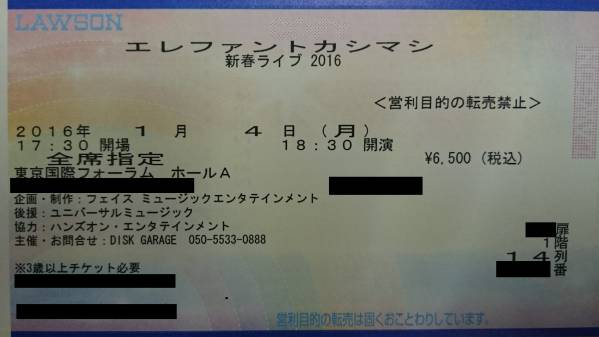 LAWSON
エレファントカシマシ
新春ライブ 2016
＜営利目的の転売禁止＞
2016年 1月 4日（月）
17:30 開場 18:30 開演
全席指定 ¥6,500（税込）
東京国際フォーラム ホールA
企画・制作：フェイス ミュージックエンタテインメント
後援：ユニバーサルミュージック
協力：ハンズオン・エンタテインメント
主催・お問合せ：DISK GARAGE 050-5533-0888
扉
1階
14列
番
※3歳以上チケット必要
営利目的の転売は固くおことわりしています。